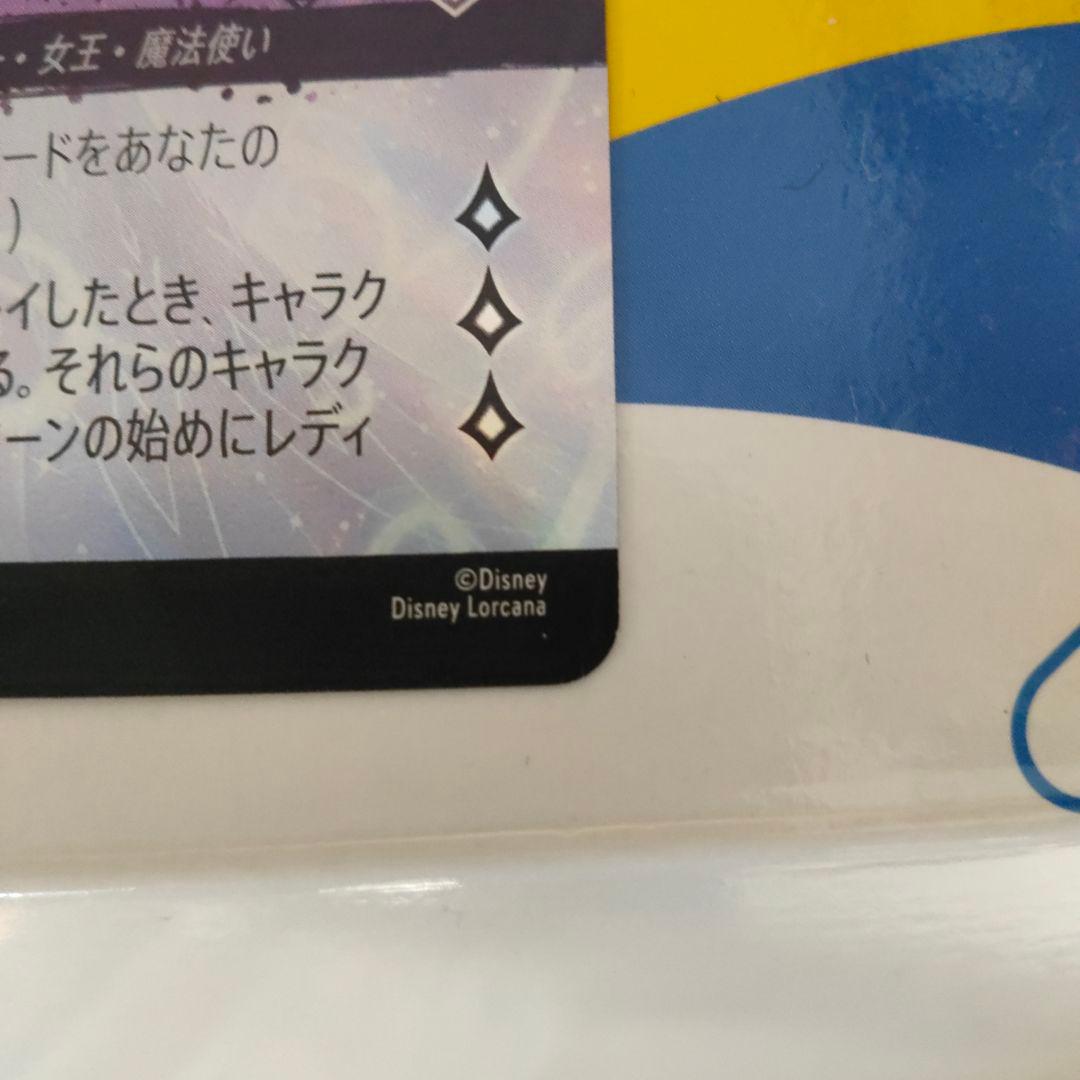 ー・女王・魔法使い
ードをあなたの
)
イしたとき、キャラク
る。それらのキャラク
ターンの始めにレディ
©Disney
Disney Lorcana